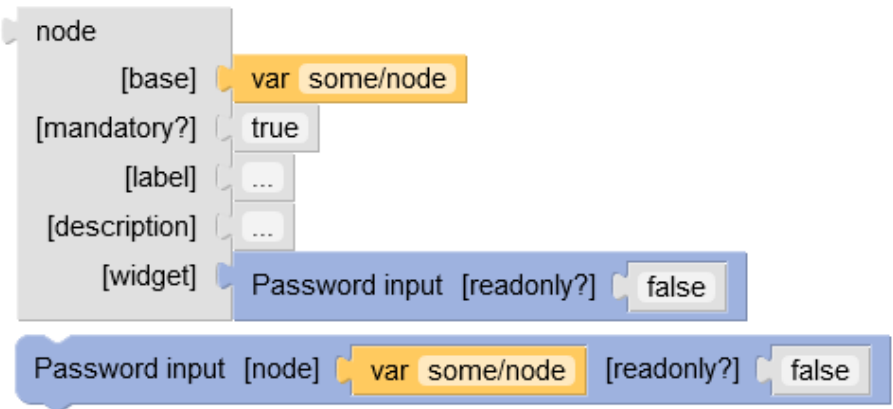 node
[base] var some/node
[mandatory?] true
[label] ...
[description] ...
[widget] Password input [readonly?] false
Password input [node] var some/node [readonly?] false